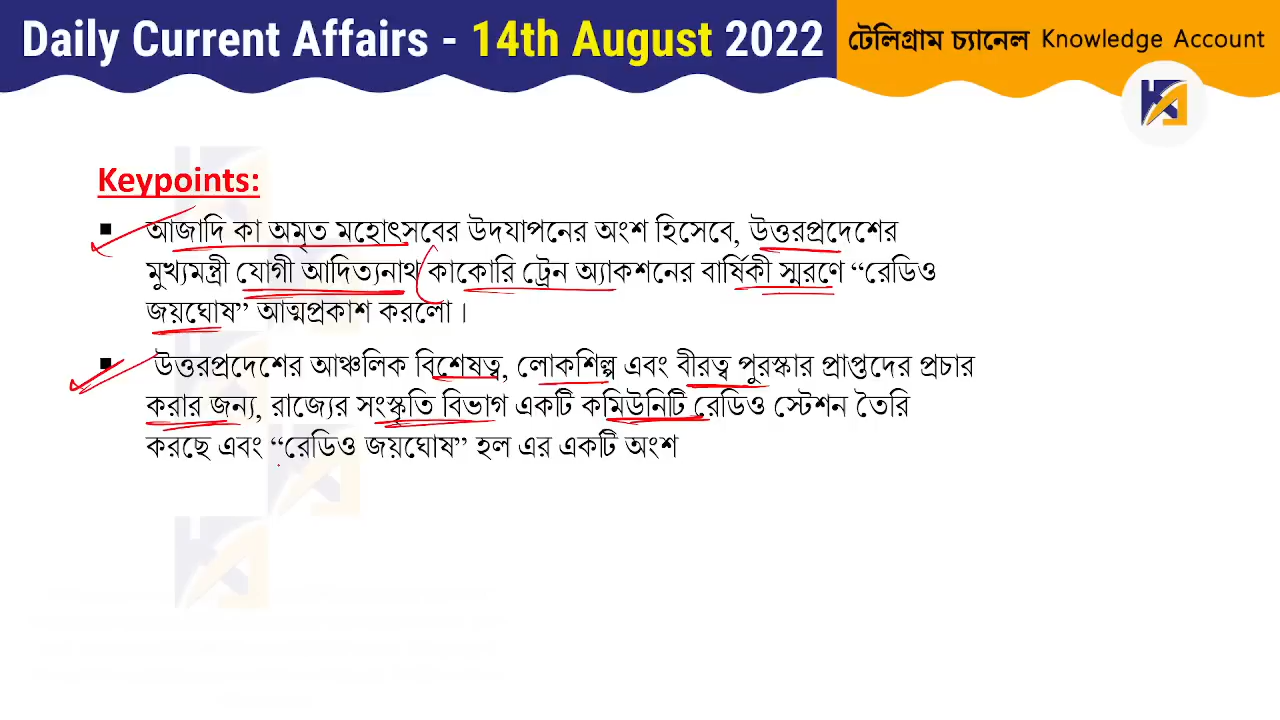 Daily Current Affairs - 14th August 2022
টেলিগ্রাম চ্যানেল Knowledge Account
Keypoints:
আজাদি কা অমৃত মহোৎসবের উদযাপনের অংশ হিসেবে, উত্তরপ্রদেশের
মুখ্যমন্ত্রী যোগী আদিত্যনাথ কাকোরি ট্রেন অ্যাকশনের বার্ষিকী স্মরণে “রেডিও
জয়ঘোষ” আত্মপ্রকাশ করলো।
উত্তরপ্রদেশের আঞ্চলিক বিশেষত্ব, লোকশিল্প এবং বীরত্ব পুরস্কার প্রাপ্তদের প্রচার
করার জন্য, রাজ্যের সংস্কৃতি বিভাগ একটি কমিউনিটি রেডিও স্টেশন তৈরি
করছে এবং “রেডিও জয়ঘোষ” হল এর একটি অংশ